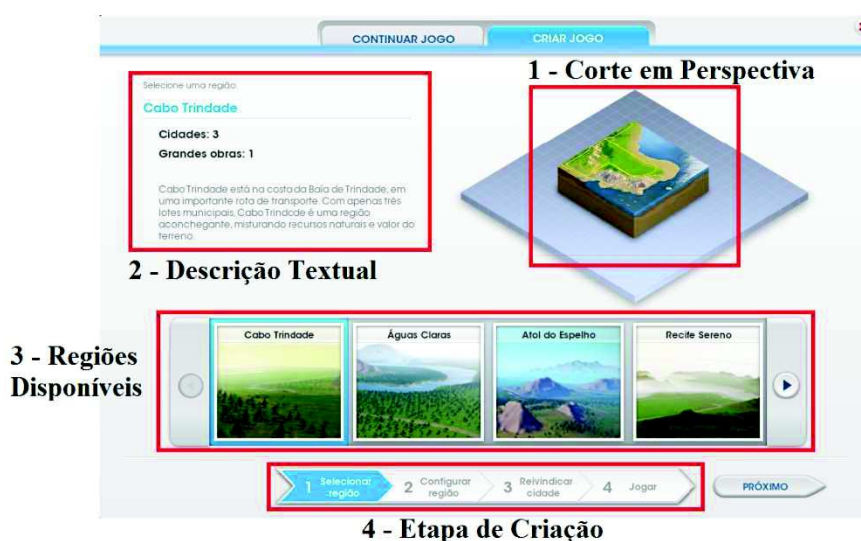 CONTINUAR JOGO
CRIAR JOGO
1 - Corte em Perspectiva
Selecione uma região
Cabo Trindade
Cidades: 3
Grandes obras: 1
Cabo Trindade está na costa da Baía de Trindade, em
uma importante rota de transporte. Com apenas três
lotes municipais, Cabo Trindade é uma região
aconchegante, misturando recursos naturais e valor do
terreno.
2 - Descrição Textual
3 - Regiões
Disponíveis
Cabo Trindade
Águas Claras
Atol do Espelho
Recife Sereno
1 Selecionar
região
2 Configurar
região
3 Reivindicar
cidade
4 Jogar
PRÓXIMO
4 - Etapa de Criação